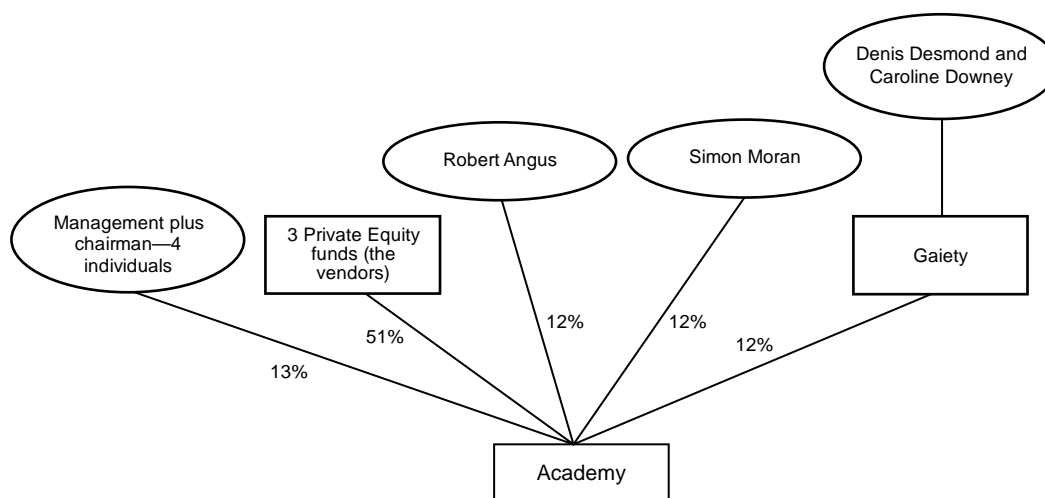 Denis Desmond and
Caroline Downey
Robert Angus
Simon Moran
Management plus
chairman—4
individuals
3 Private Equity
funds (the
vendors)
Gaiety
13%
51%
12%
12%
12%
Academy